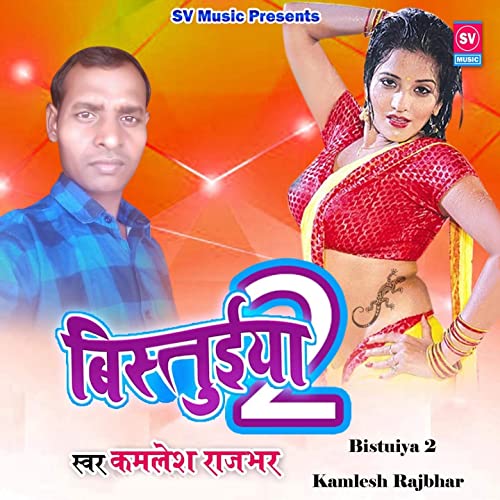 SV Music Presents
SV
MUSIC
बिस्तुईया 2
स्वर कमलेश राजभर
Bistuiya 2
Kamlesh Rajbhar